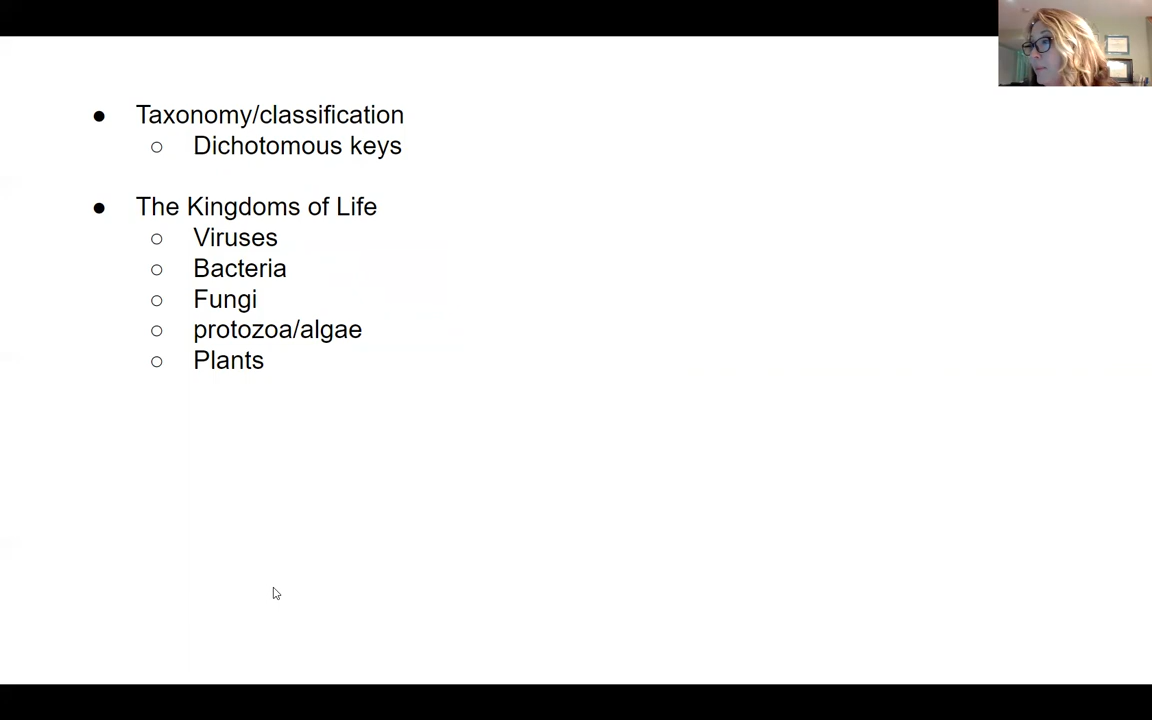 ● Taxonomy/classification
○ Dichotomous keys
● The Kingdoms of Life
○ Viruses
○ Bacteria
○ Fungi
○ protozoa/algae
○ Plants